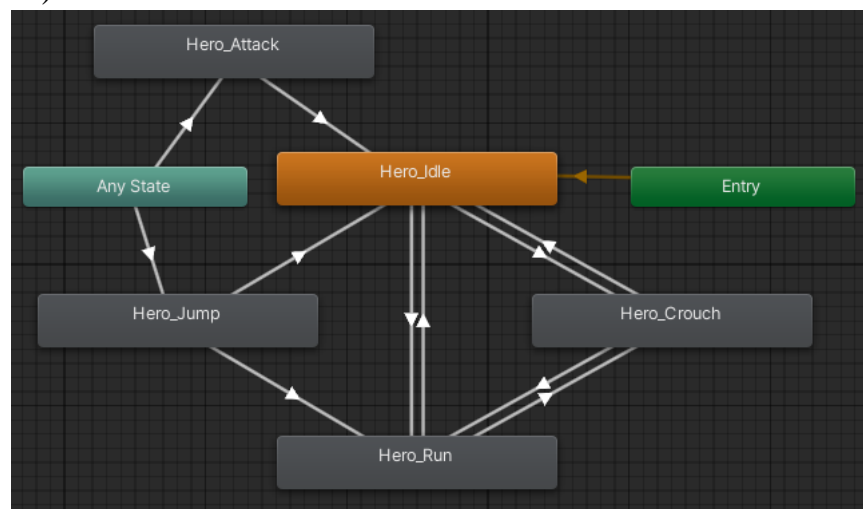 Hero_Attack
Hero_Idle
Any State
Entry
Hero_Jump
Hero_Crouch
Hero_Run